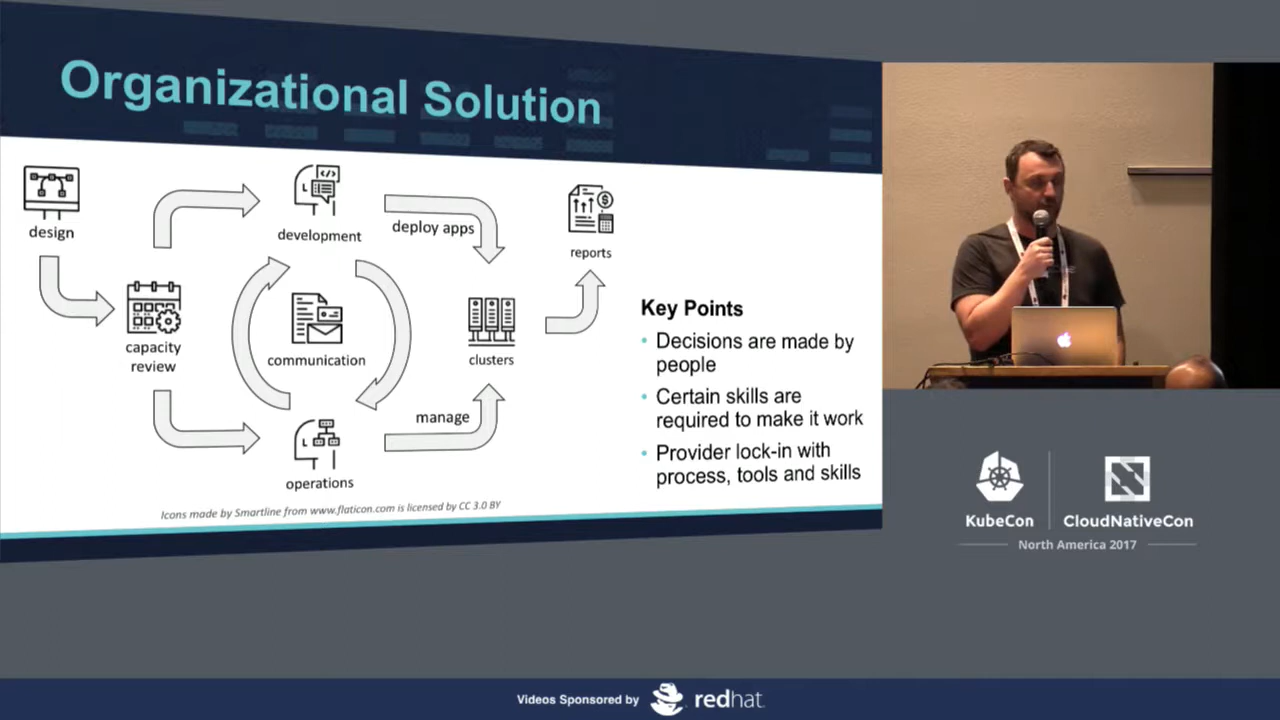 Organizational Solution
design
capacity
review
development
deploy apps
communication
operations
manage
clusters
reports
Key Points
• Decisions are made by
people
• Certain skills are
required to make it work
• Provider lock-in with
process, tools and skills
Icons made by Smartline from www.flaticon.com is licensed by CC 3.0 BY
KubeCon
CloudNativeCon
North America 2017
Videos Sponsored by
redhat.